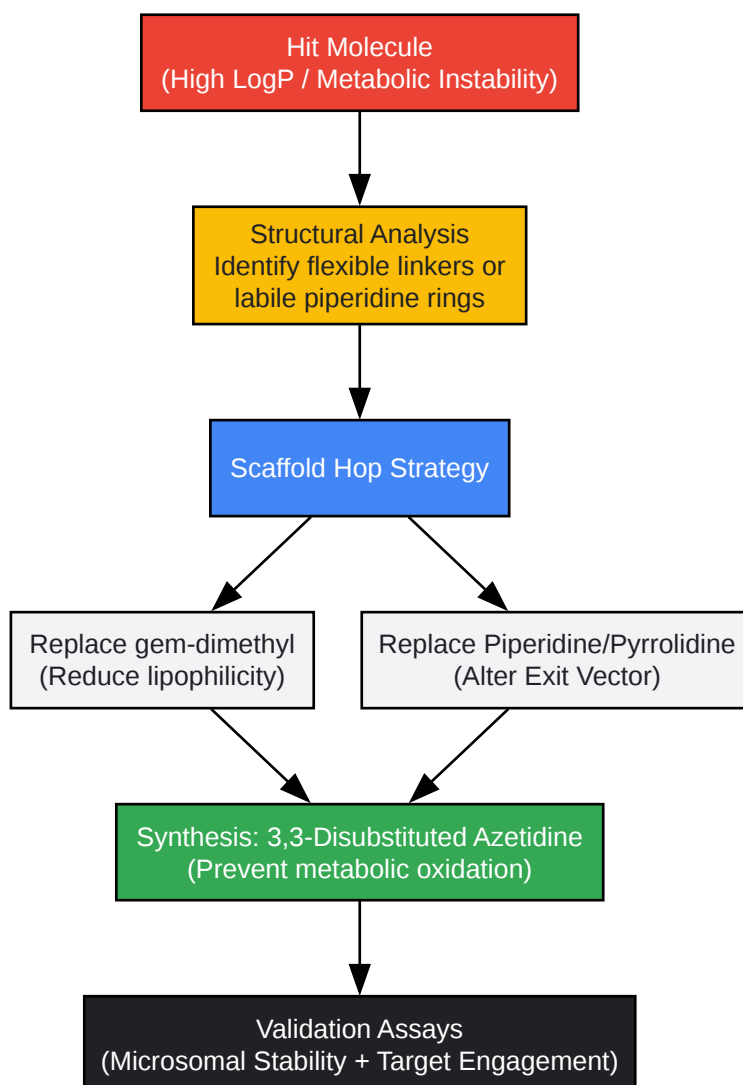 Hit Molecule
(High LogP / Metabolic Instability)
Structural Analysis
Identify flexible linkers or
labile piperidine rings
Scaffold Hop Strategy
Replace gem-dimethyl
(Reduce lipophilicity)
Replace Piperidine/Pyrrolidine
(Alter Exit Vector)
Synthesis: 3,3-Disubstituted Azetidine
(Prevent metabolic oxidation)
Validation Assays
(Microsomal Stability + Target Engagement)